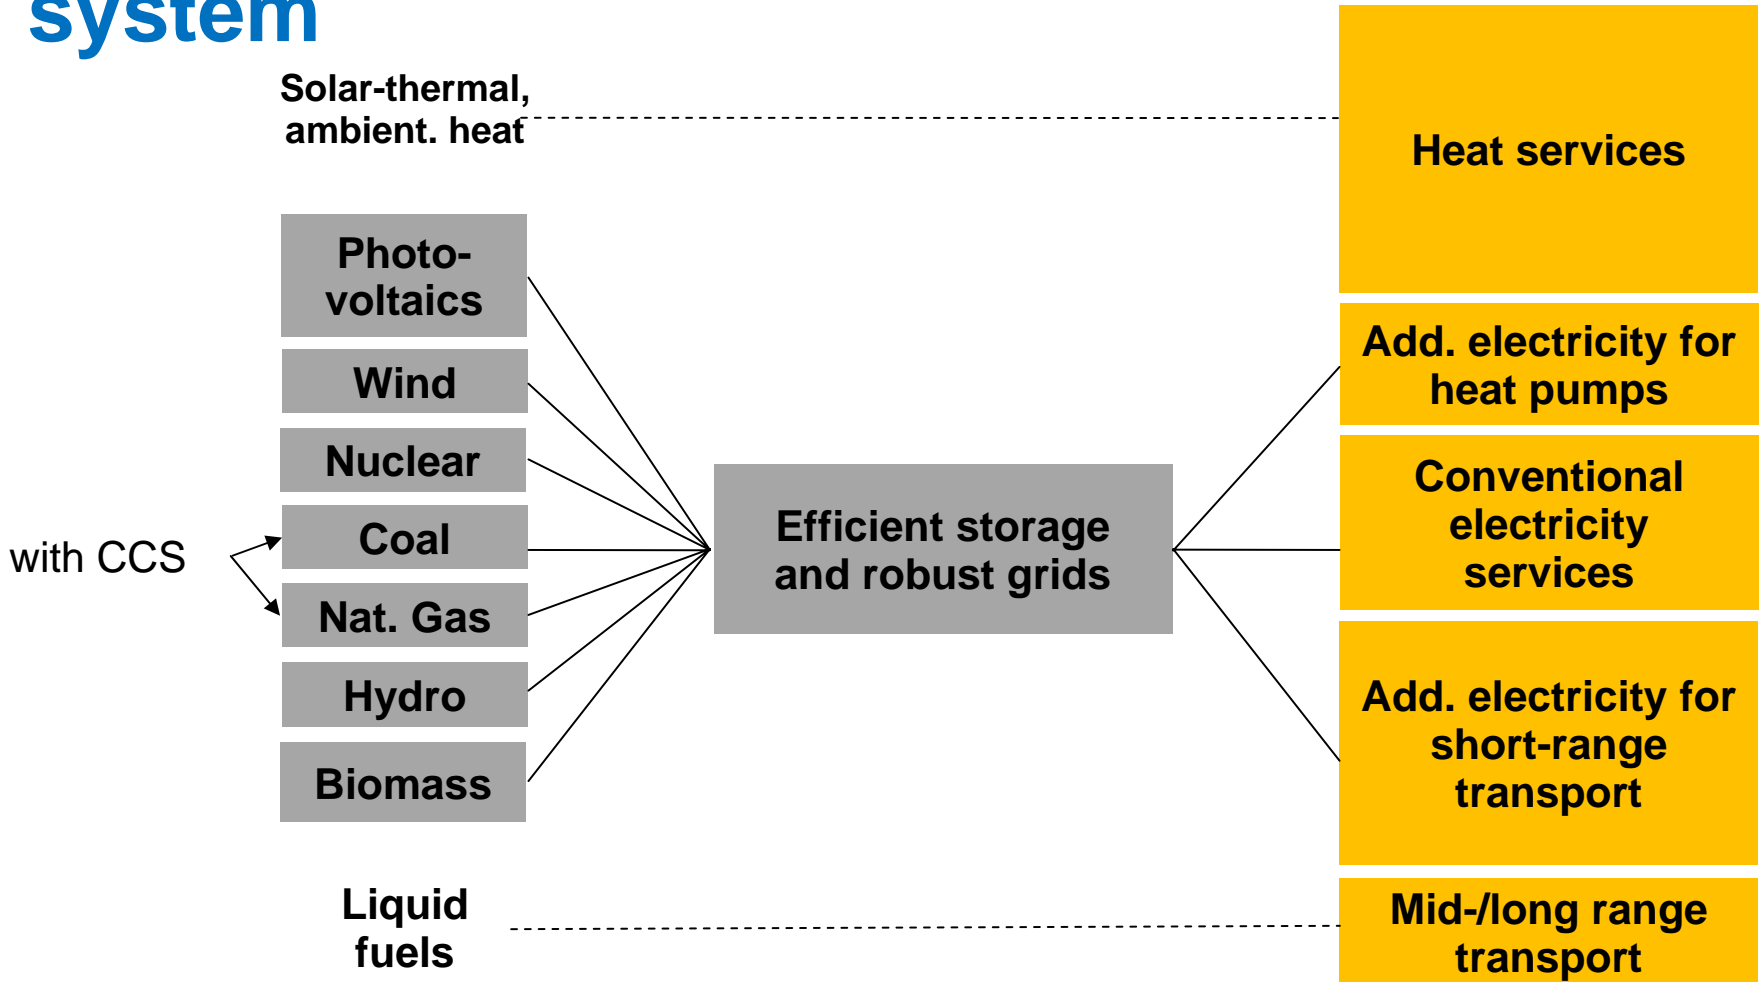 system
Solar-thermal,
ambient. heat
Heat services
Photo-
voltaics
Wind
Nuclear
Coal
with CCS
Nat. Gas
Hydro
Biomass
Liquid
fuels
Efficient storage
and robust grids
Add. electricity for
heat pumps
Conventional
electricity
services
Add. electricity for
short-range
transport
Mid-/long range
transport